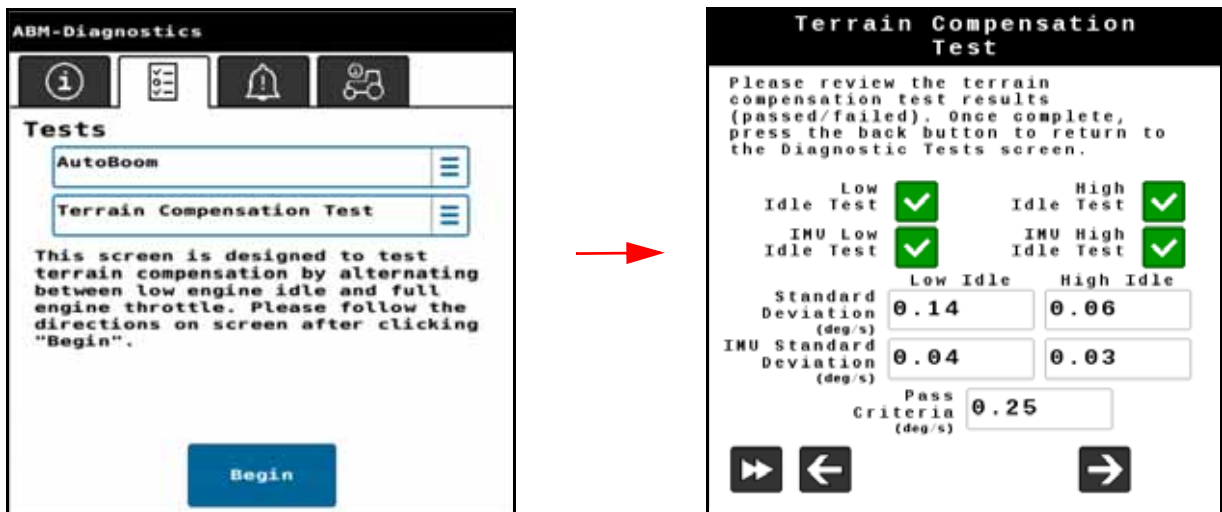 ABM-Diagnostics
Tests
AutoBoom
Terrain Compensation Test
This screen is designed to test
terrain compensation by alternating
between low engine idle and full
engine throttle. Please follow the
directions on screen after clicking
"Begin".
Begin
Terrain Compensation
Test
Please review the terrain
compensation test results
(passed/failed). Once complete,
press the back button to return to
the Diagnostic Tests screen.
Low
Idle Test
High
Idle Test
IMU Low
Idle Test
IMU High
Idle Test
Low Idle High Idle
Standard
Deviation
(deg/s)
0.14 0.06
IMU Standard
Deviation
(deg/s)
0.04 0.03
Pass
Criteria
(deg/s)
0.25